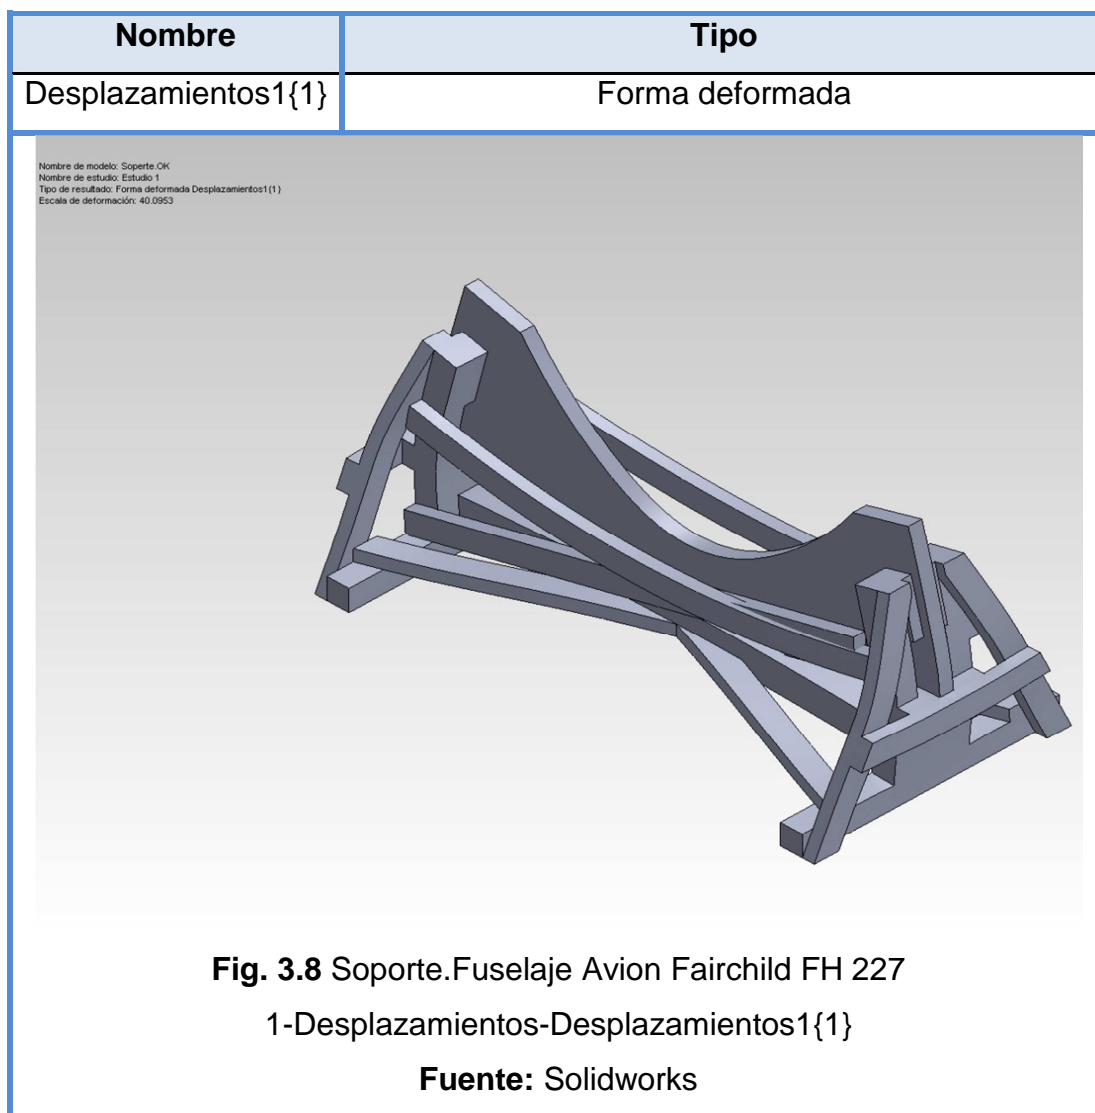 Nombre Tipo
Desplazamientos1{1} Forma deformada
Nombre de modelo: Soperte.OK
Nombre de estudio: Estudio 1
Tipo de resultado: Forma deformada Desplazamientos1{1}
Escala de deformación: 40.0953
Fig. 3.8 Soporte.Fuselaje Avion Fairchild FH 227
1-Desplazamientos-Desplazamientos1{1}
Fuente: Solidworks